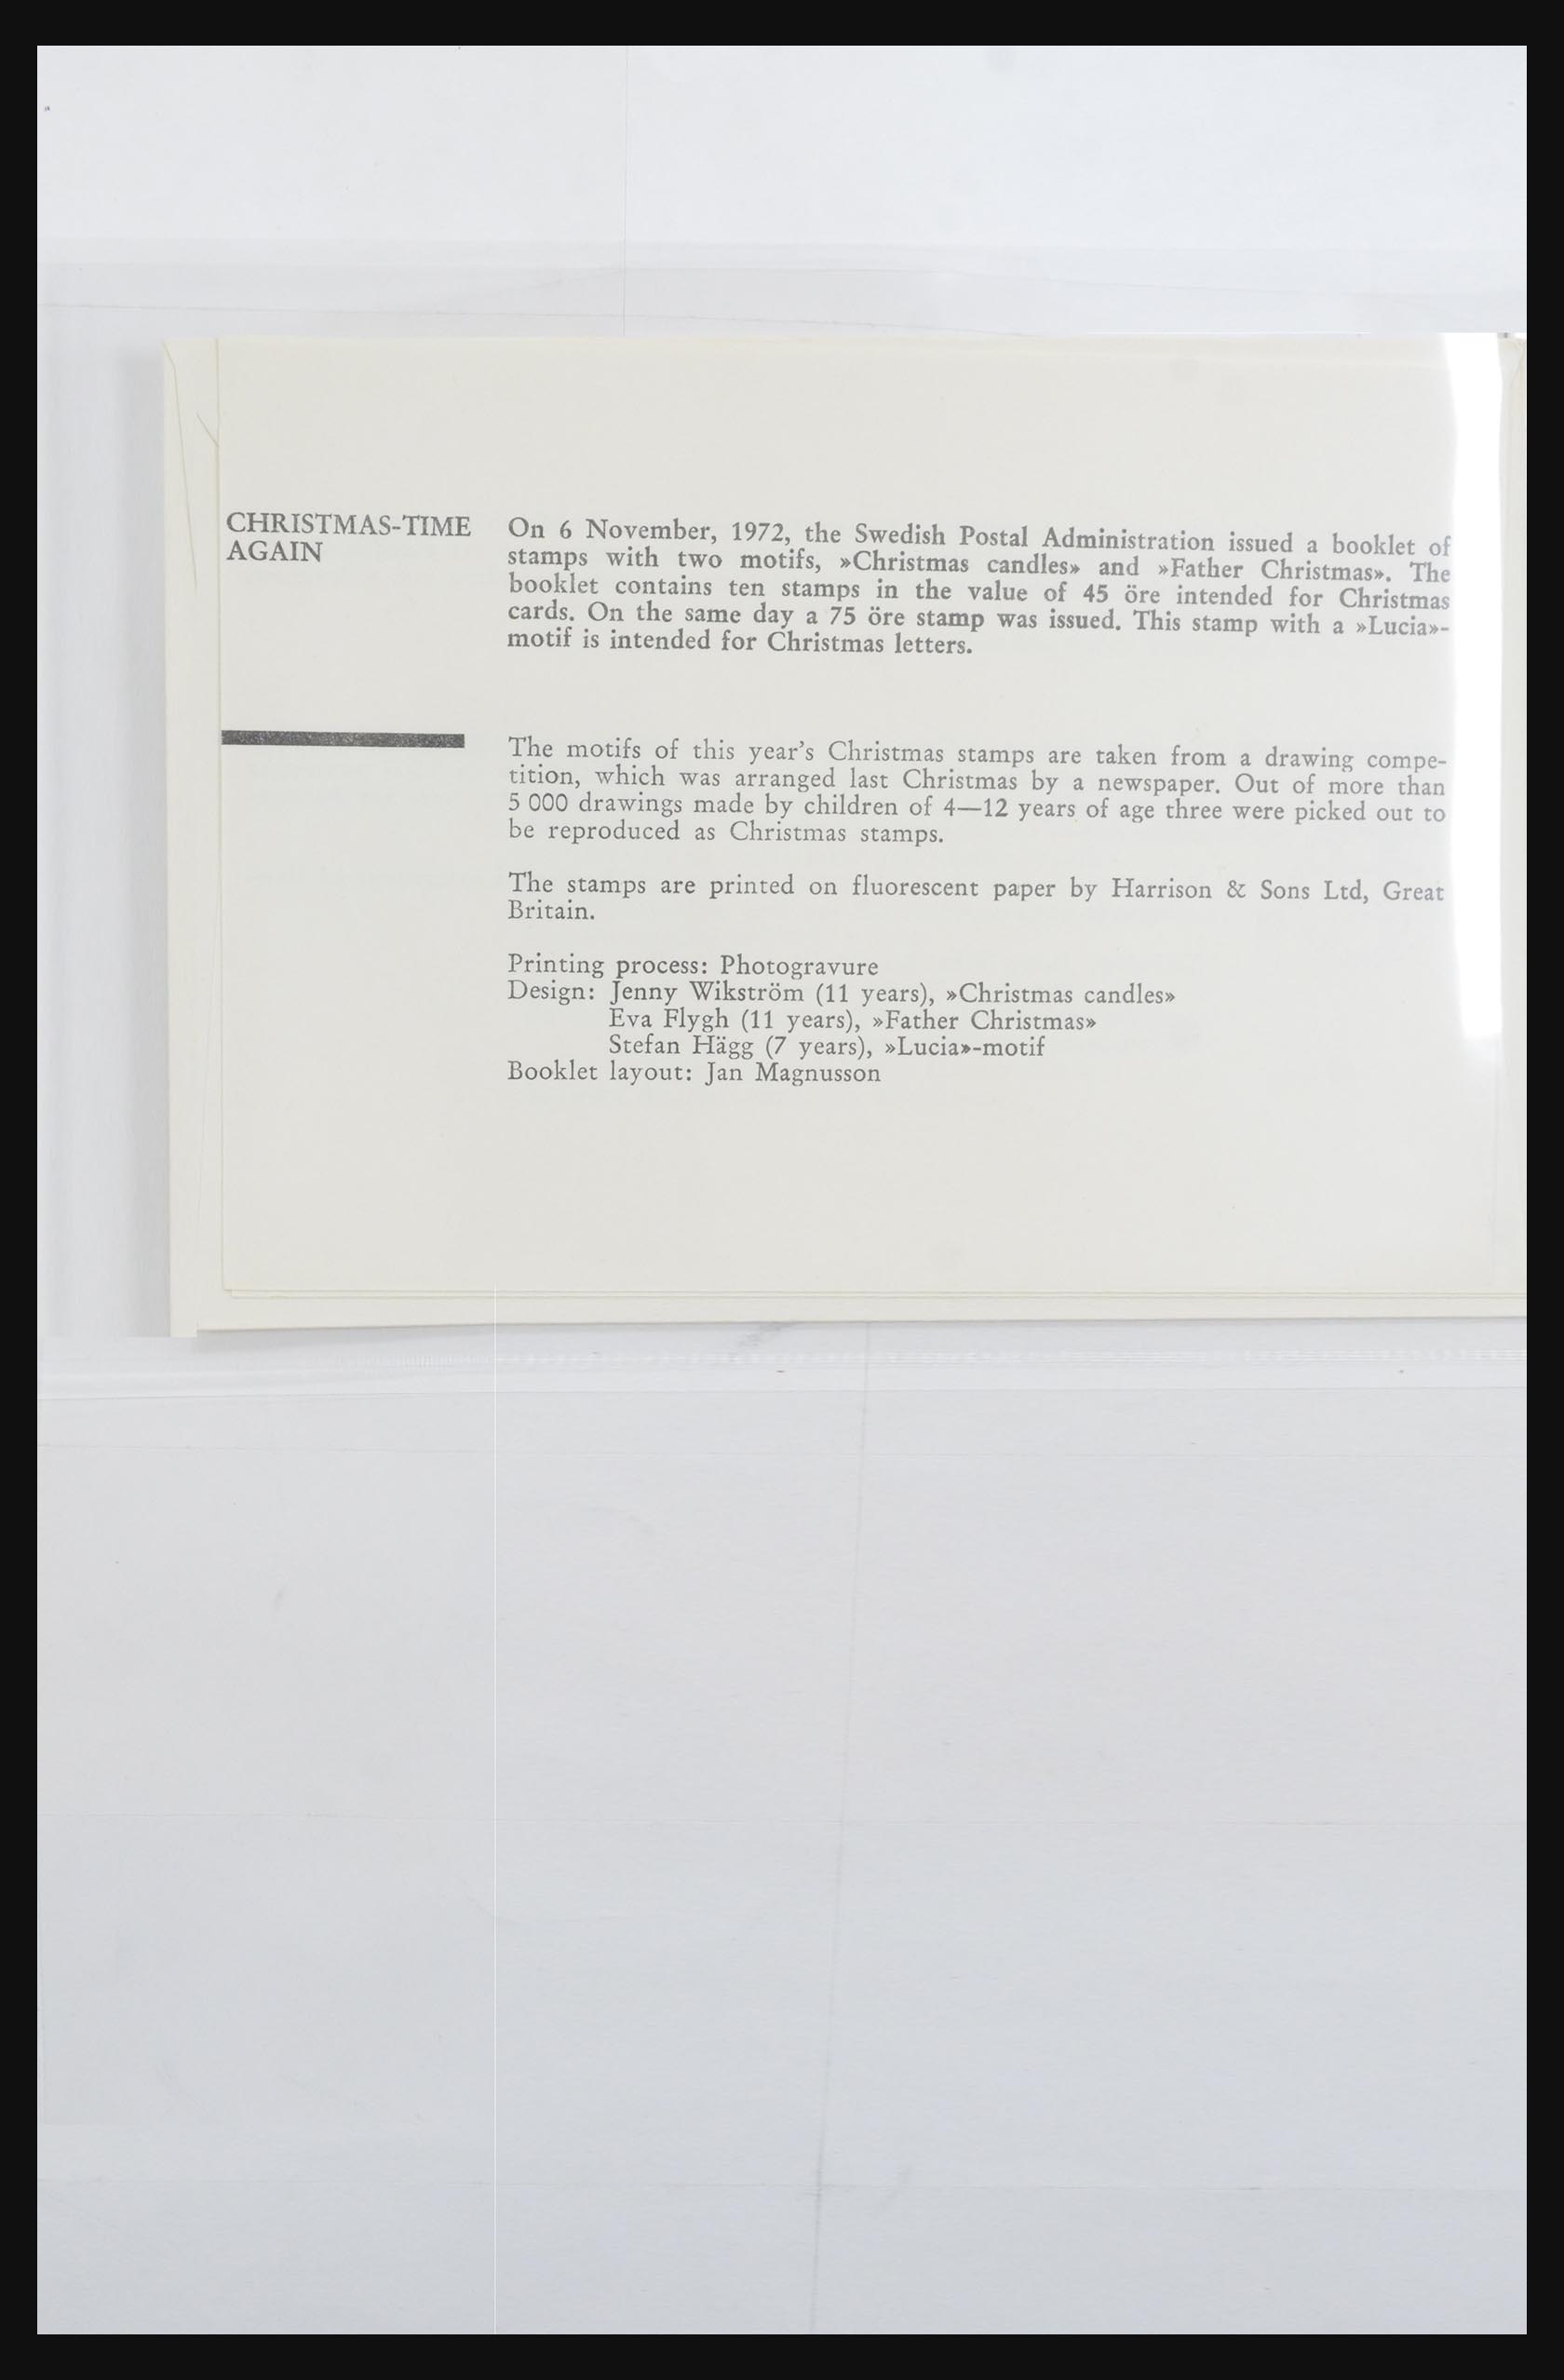 CHRISTMAS-TIME
AGAIN
On 6 November, 1972, the Swedish Postal Administration issued a booklet of
stamps with two motifs, »Christmas candles» and »Father Christmas». The
booklet contains ten stamps in the value of 45 öre intended for Christmas
cards. On the same day a 75 öre stamp was issued. This stamp with a »Lucia»-
motif is intended for Christmas letters.
The motifs of this year's Christmas stamps are taken from a drawing compe-
tition, which was arranged last Christmas by a newspaper. Out of more than
5 000 drawings made by children of 4—12 years of age three were picked out to
be reproduced as Christmas stamps.
The stamps are printed on fluorescent paper by Harrison & Sons Ltd, Great
Britain.
Printing process: Photogravure
Design: Jenny Wikström (11 years), »Christmas candles»
Eva Flygh (11 years), »Father Christmas»
Stefan Hägg (7 years), »Lucia»-motif
Booklet layout: Jan Magnusson